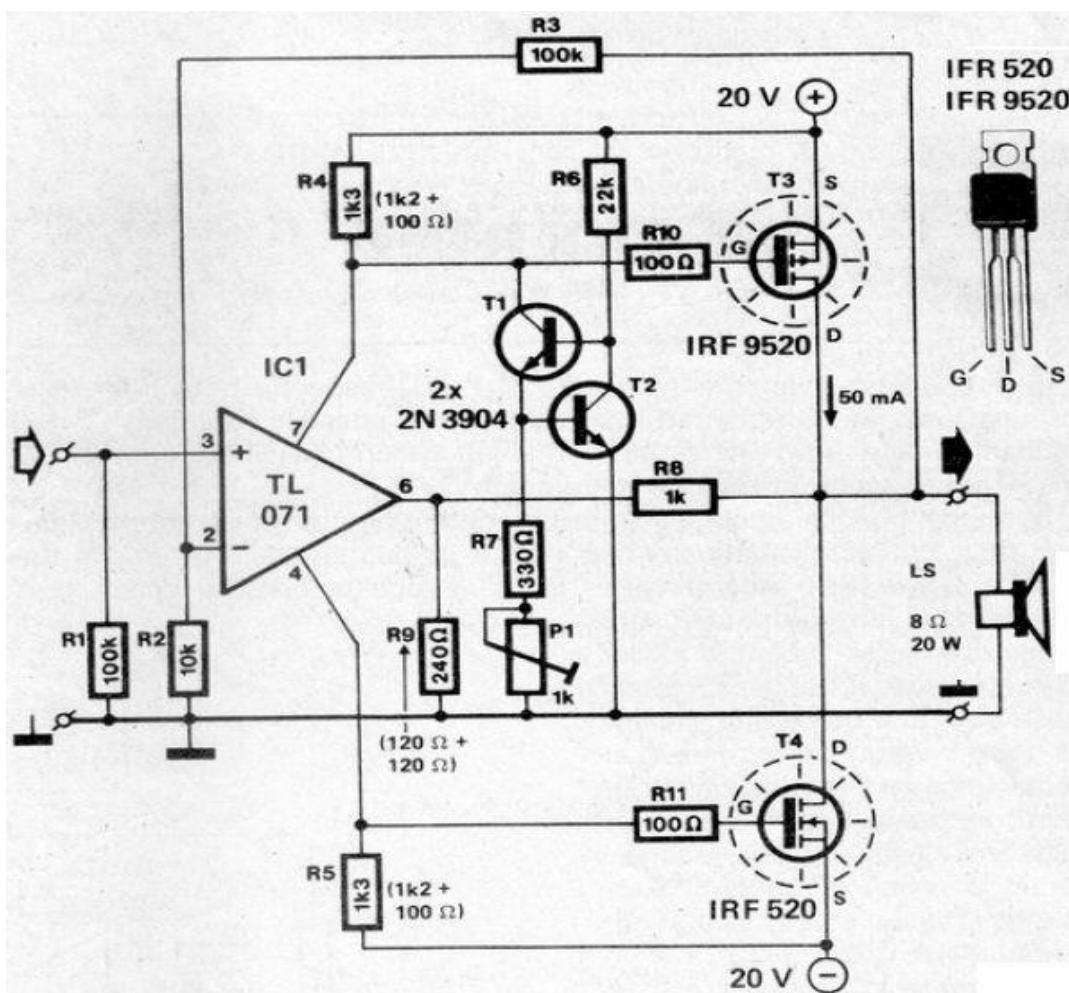 R3
100k
IFR 520
IFR 9520
20 V +
R4
1k3
(1k2 +
100 Ω)
R6
22k
T3
S
R10
100Ω
G
T1
IRF 9520
D
G D S
IC1
2x
2N 3904
T2
50 mA
7
3
+
TL
071
6
R8
1k
2
−
4
R7
330Ω
LS
8 Ω
20 W
R1
100k
R2
10k
R9
240Ω
P1
1k
(120 Ω +
120 Ω)
T4
D
R11
100Ω
G
R5
1k3
(1k2 +
100 Ω)
S
IRF 520
20 V −